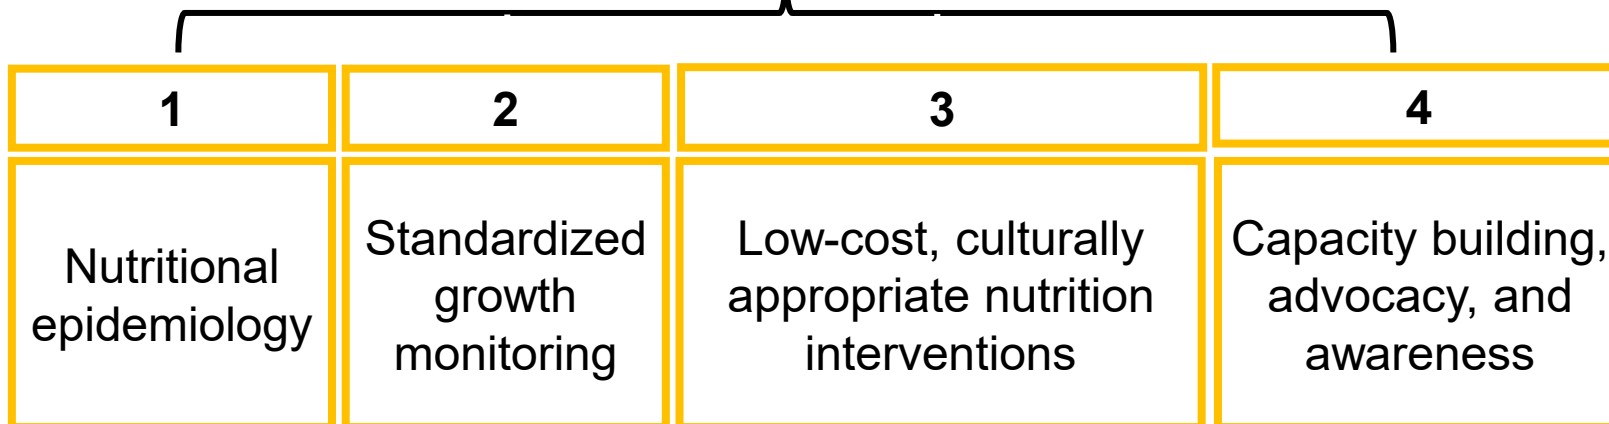 1
2
3
4
Nutritional
epidemiology
Standardized
growth
monitoring
Low-cost, culturally
appropriate nutrition
interventions
Capacity building,
advocacy, and
awareness